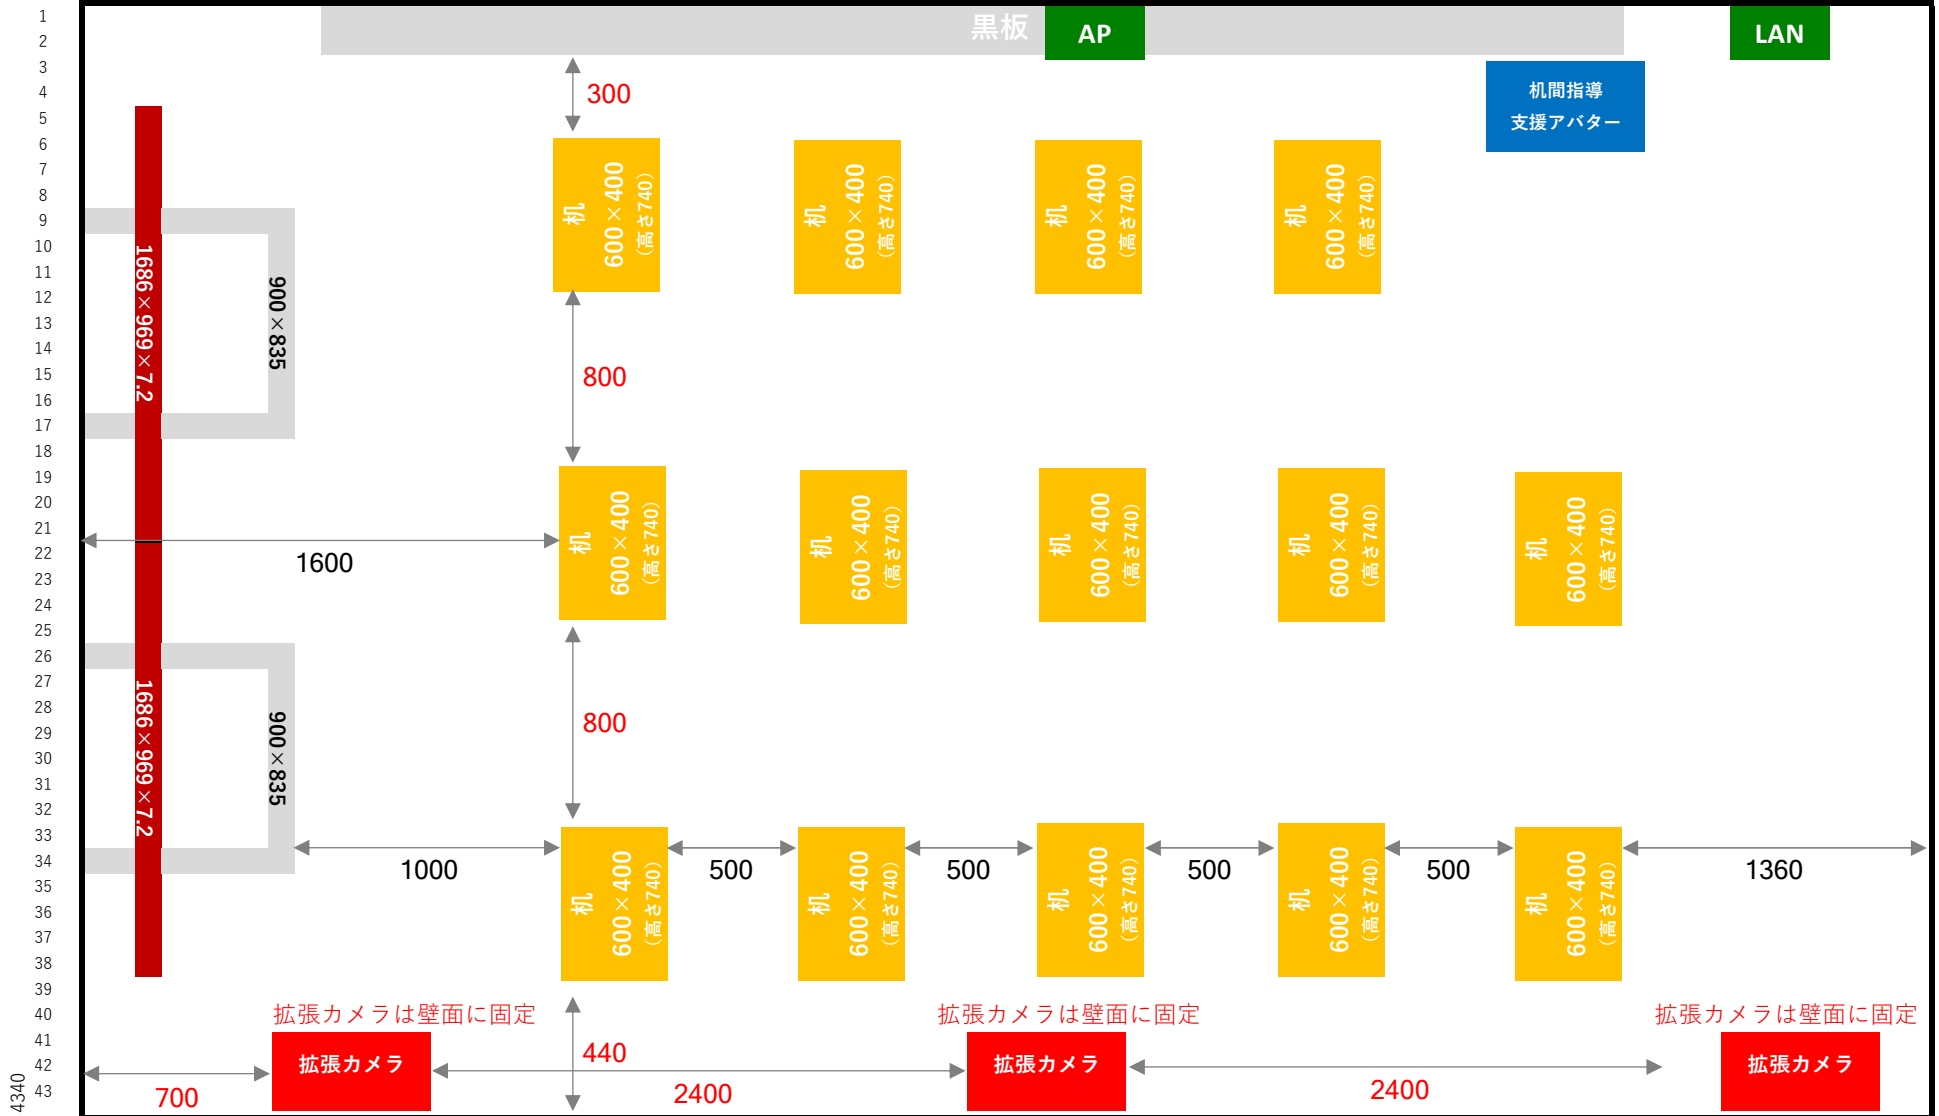 1
2
3
4
5
6
7
8
9
10
11
12
13
14
15
16
17
18
19
20
21
22
23
24
25
26
27
28
29
30
31
32
33
34
35
36
37
38
39
40
41
42
43
4340
黒板
AP
LAN
机間指導
支援アバター
300
机
600×400
（高さ740）
机
600×400
（高さ740）
机
600×400
（高さ740）
机
600×400
（高さ740）
1686×969×7.2
900×835
800
机
600×400
（高さ740）
机
600×400
（高さ740）
机
600×400
（高さ740）
机
600×400
（高さ740）
机
600×400
（高さ740）
1600
1686×969×7.2
900×835
800
1000
机
600×400
（高さ740）
500
机
600×400
（高さ740）
500
机
600×400
（高さ740）
500
机
600×400
（高さ740）
500
机
600×400
（高さ740）
1360
拡張カメラは壁面に固定
拡張カメラは壁面に固定
拡張カメラは壁面に固定
700
拡張カメラ
440
2400
拡張カメラ
2400
拡張カメラ